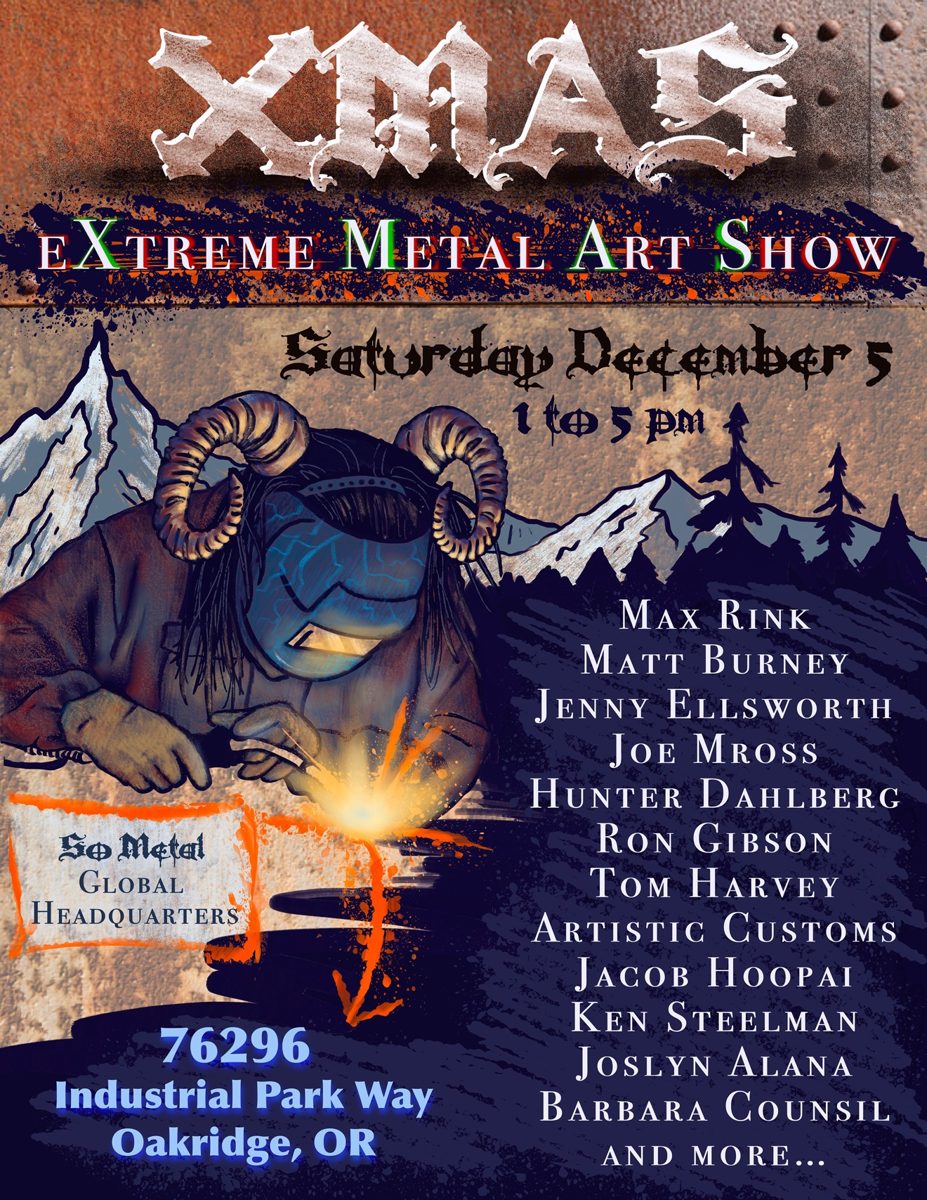 XMAS
eXtreme Metal Art Show
Saturday December 5
1 to 5 pm
Max Rink
Matt Burney
Jenny Ellsworth
Joe Mross
Hunter Dahlberg
Ron Gibson
Tom Harvey
Artistic Customs
Jacob Hoopai
Ken Steelman
Joslyn Alana
Barbara Counsil
and more...
So Metal
Global
Headquarters
76296
Industrial Park Way
Oakridge, OR